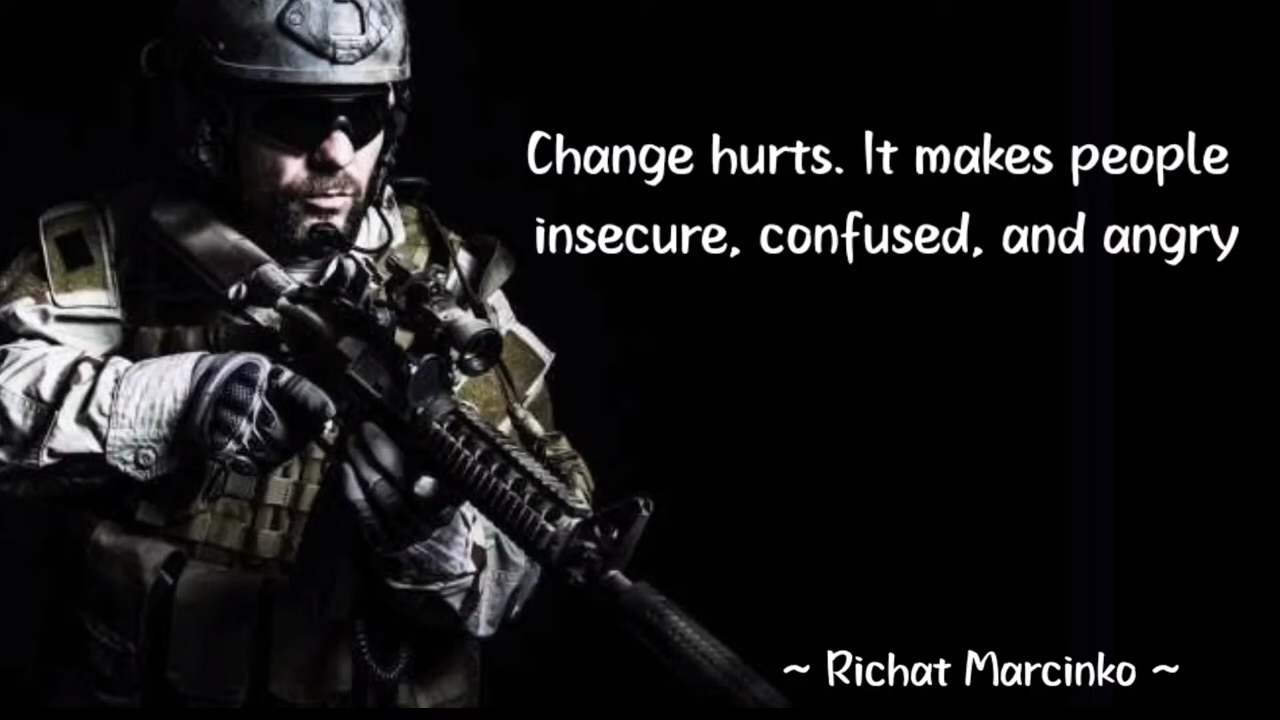 Change hurts. It makes people
insecure, confused, and angry
~ Richat Marcinko ~